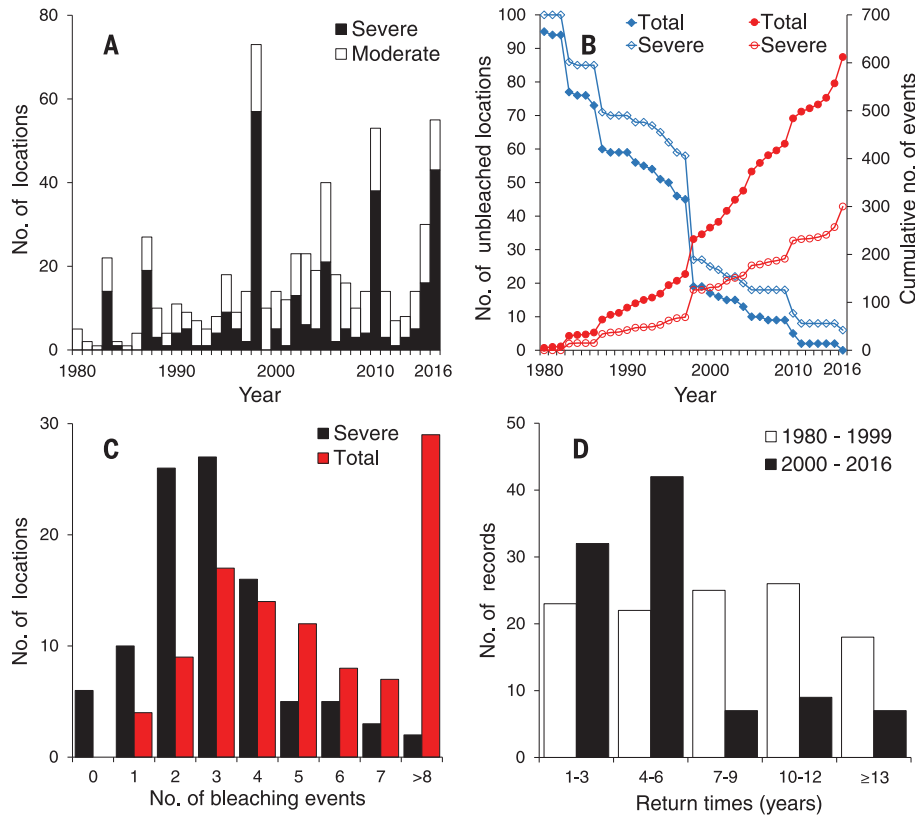 A
Severe
Moderate
No. of locations
80
60
40
20
0
1980
1990
2000
2010
2016
Year
B
Total
Severe
Total
Severe
No. of unbleached locations
100
90
80
70
60
50
40
30
20
10
0
Cumulative no. of events
700
600
500
400
300
200
100
0
1980
1990
2000
2010
2016
Year
C
Severe
Total
No. of locations
30
20
10
0
0
1
2
3
4
5
6
7
>8
No. of bleaching events
D
1980 - 1999
2000 - 2016
No. of records
50
40
30
20
10
0
1-3
4-6
7-9
10-12
≥13
Return times (years)